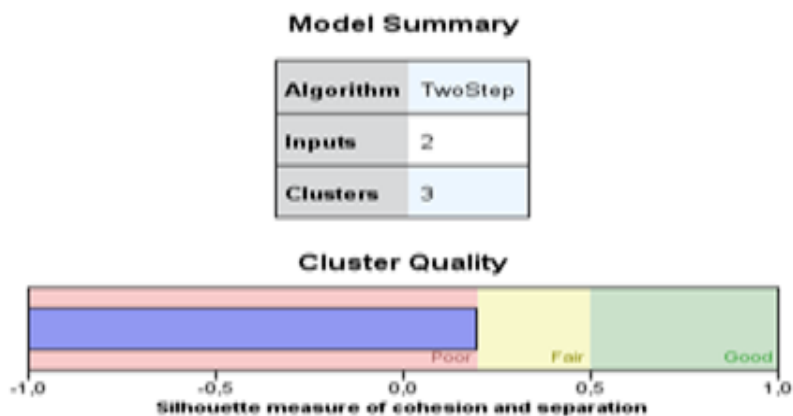 Model Summary
Algorithm TwoStep
Inputs 2
Clusters 3
Cluster Quality
Poor Fair Good
-1,0 -0,5 0,0 0,5 1,0
Silhouette measure of cohesion and separation